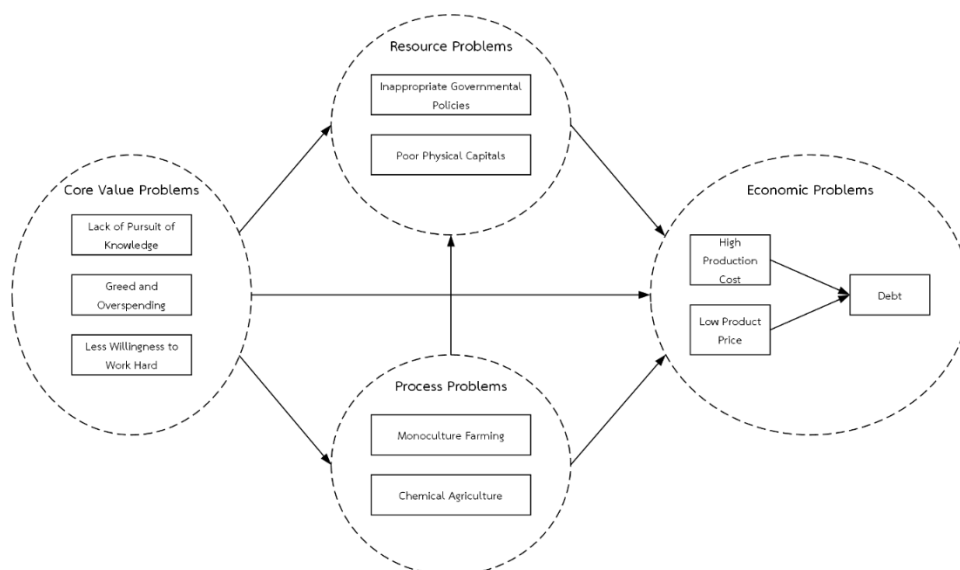 Resource Problems
Inappropriate Governmental
Policies
Poor Physical Capitals
Core Value Problems
Lack of Pursuit of
Knowledge
Greed and
Overspending
Less Willingness to
Work Hard
Economic Problems
High
Production
Cost
Low Product
Price
Debt
Process Problems
Monoculture Farming
Chemical Agriculture